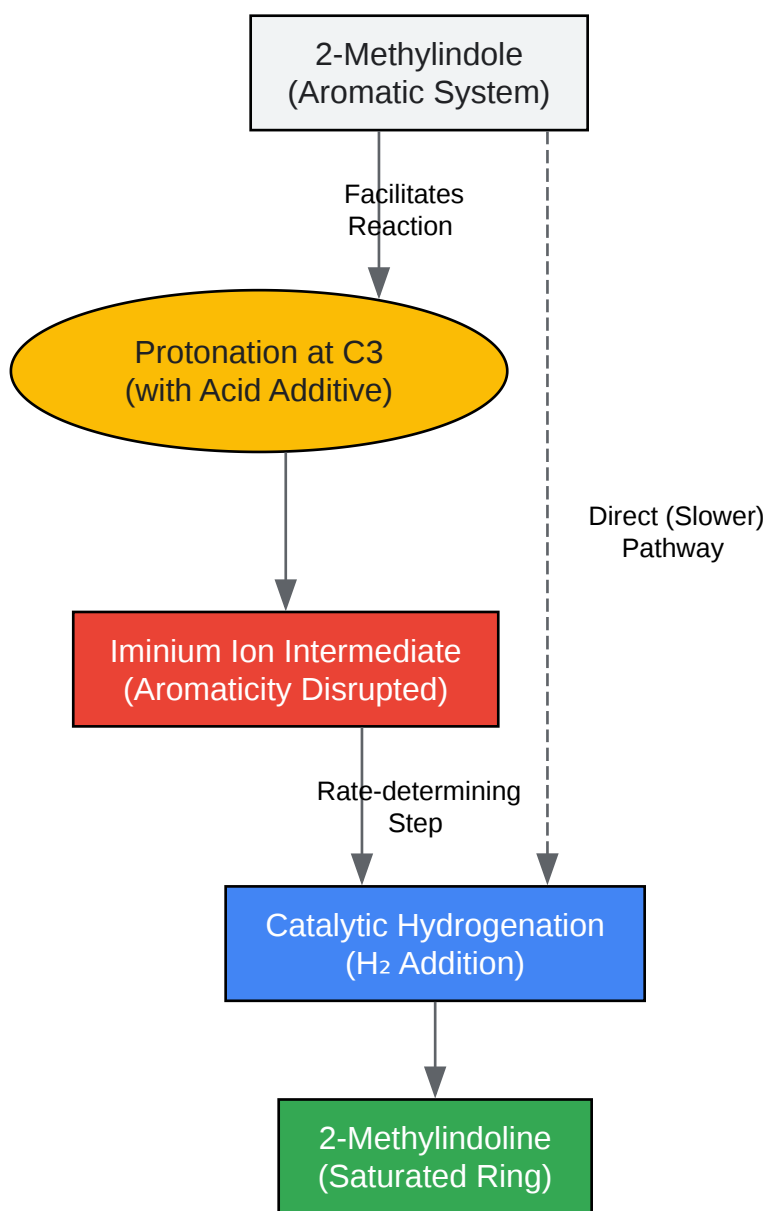 2-Methylindole
(Aromatic System)
Facilitates
Reaction
Protonation at C3
(with Acid Additive)
Direct (Slower)
Pathway
Iminium Ion Intermediate
(Aromaticity Disrupted)
Rate-determining
Step
Catalytic Hydrogenation
(H₂ Addition)
2-Methylindoline
(Saturated Ring)